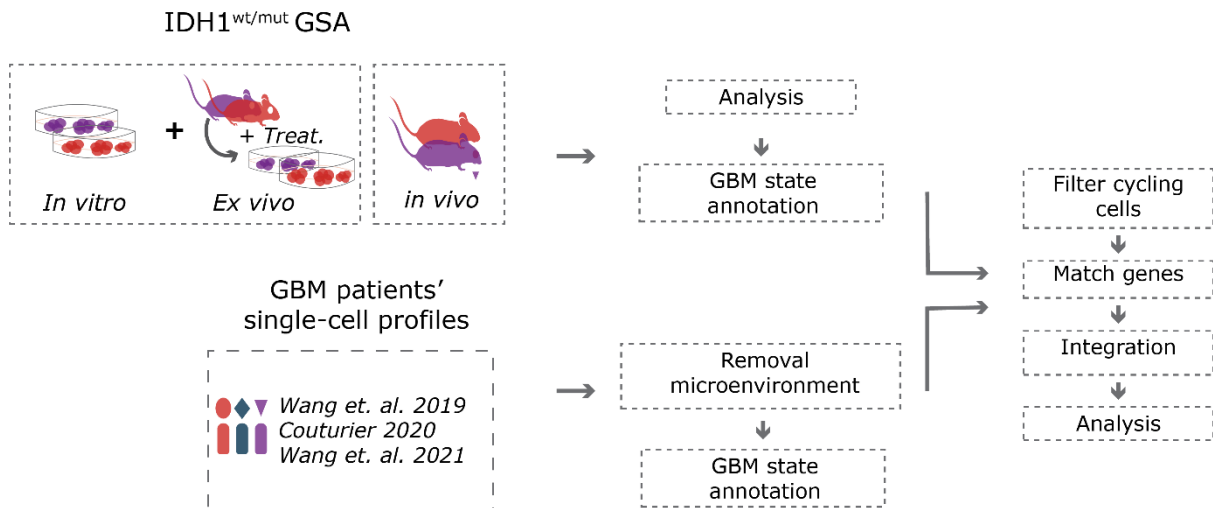 IDH1wt/mut GSA
+
+ Treat.
In vitro
Ex vivo
in vivo
Analysis
GBM state
annotation
GBM patients'
single-cell profiles
Wang et. al. 2019
Couturier 2020
Wang et. al. 2021
Removal
microenvironment
GBM state
annotation
Filter cycling
cells
Match genes
Integration
Analysis